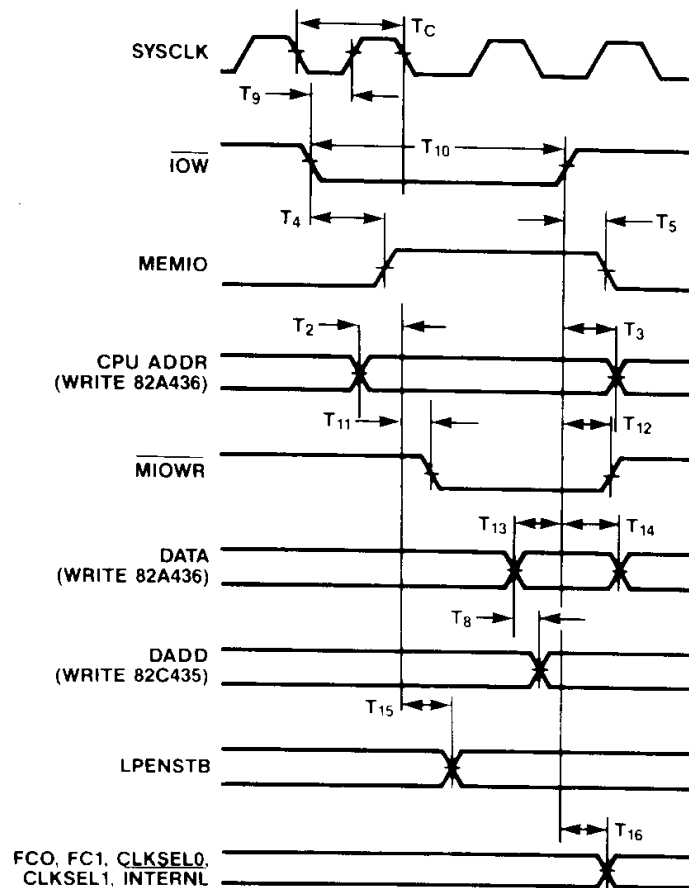 SYSCLK
T_C
T_9
IOW
T_10
T_4
T_5
MEMIO
T_2
T_3
CPU ADDR
(WRITE 82A436)
T_11
T_12
MIOWR
T_13
T_14
DATA
(WRITE 82A436)
T_8
DADD
(WRITE 82C435)
T_15
LPENSTB
T_16
FCO, FC1, CLKSEL0,
CLKSEL1, INTERNL